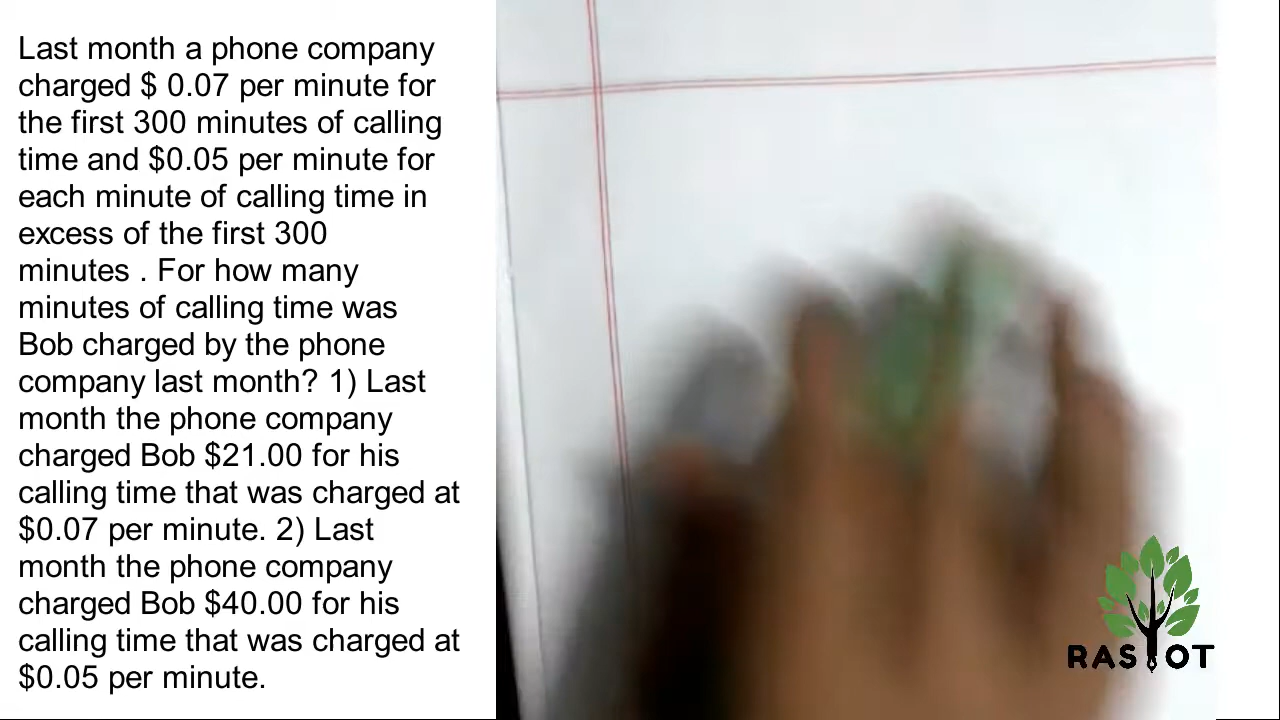 Last month a phone company
charged $ 0.07 per minute for
the first 300 minutes of calling
time and $0.05 per minute for
each minute of calling time in
excess of the first 300
minutes . For how many
minutes of calling time was
Bob charged by the phone
company last month? 1) Last
month the phone company
charged Bob $21.00 for his
calling time that was charged at
$0.07 per minute. 2) Last
month the phone company
charged Bob $40.00 for his
calling time that was charged at
$0.05 per minute.
RASTOT